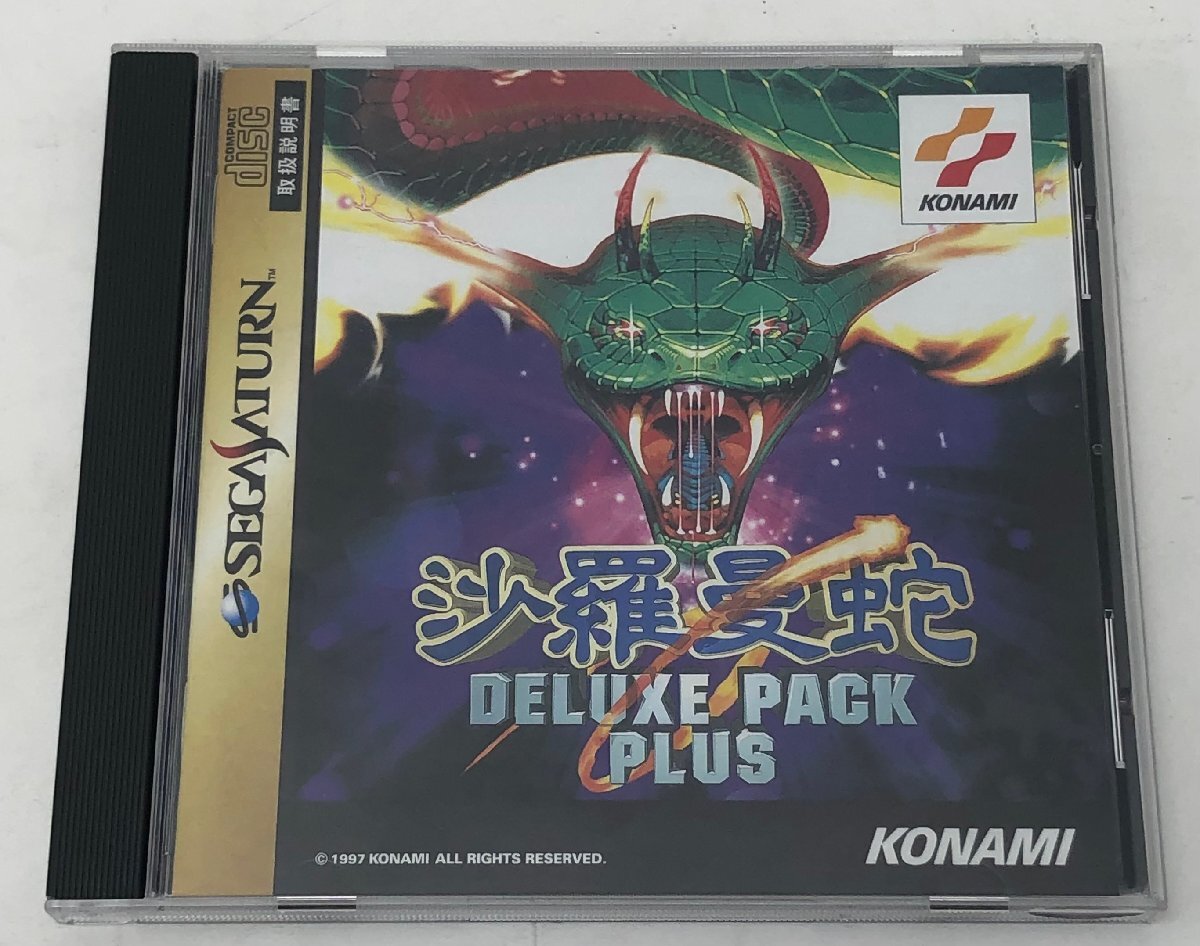 COMPACT
disc
取扱説明書
SEGA SATURN™
KONAMI
沙羅曼蛇
DELUXE PACK
PLUS
© 1997 KONAMI ALL RIGHTS RESERVED.
KONAMI